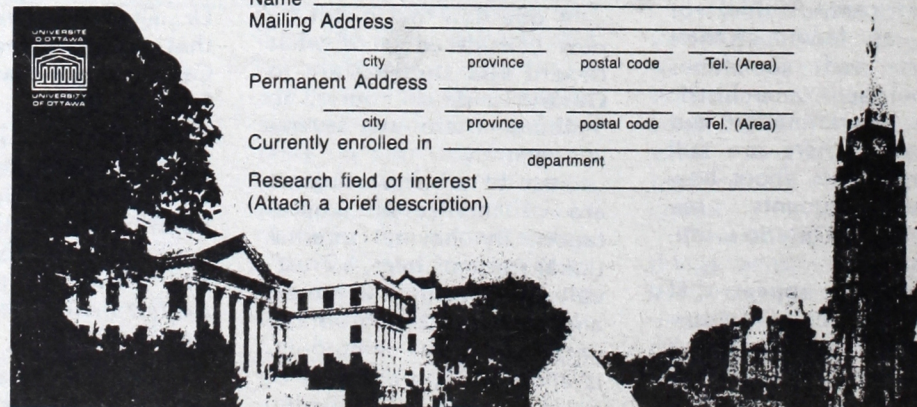 UNIVERSITÉ
D'OTTAWA
UNIVERSITY
OF OTTAWA
Name
Mailing Address
city province postal code Tel. (Area)
Permanent Address
city province postal code Tel. (Area)
Currently enrolled in
department
Research field of interest
(Attach a brief description)